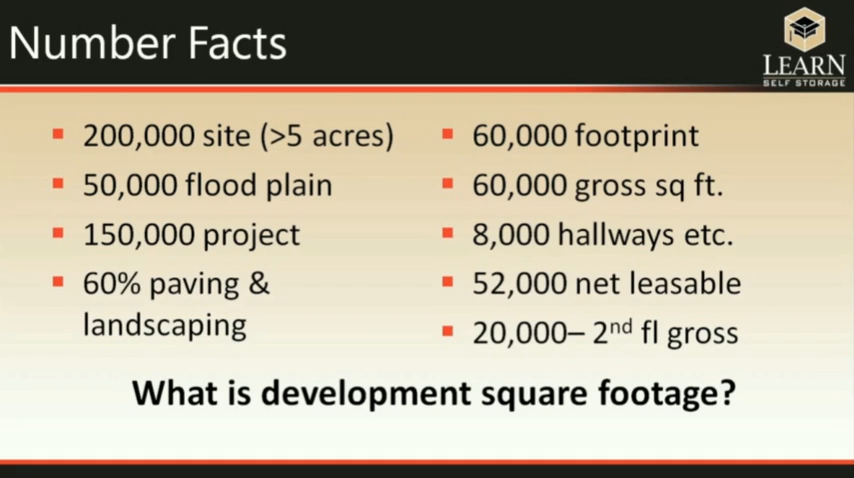 Number Facts
LEARN
SELF STORAGE
200,000 site (>5 acres)
50,000 flood plain
150,000 project
60% paving &
landscaping
60,000 footprint
60,000 gross sq ft.
8,000 hallways etc.
52,000 net leasable
20,000– 2nd fl gross
What is development square footage?